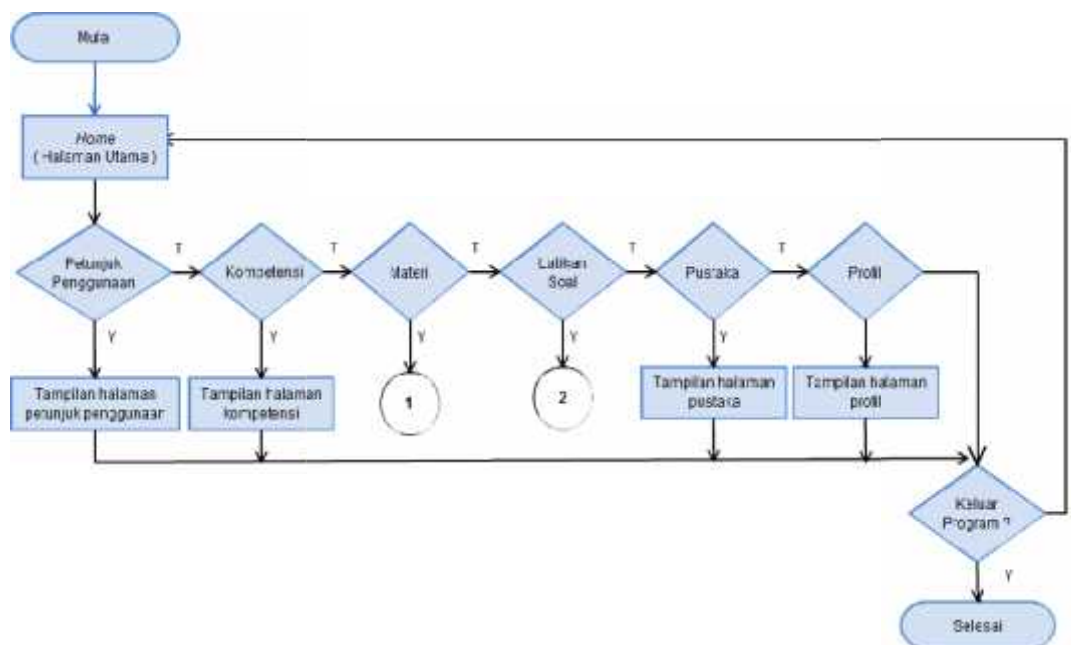 Mula
Home
( Halaman Utama )
Petunjuk
Penggunaan
T
Kompetensi
T
Materi
T
Latihan
Soal
T
Pustaka
T
Profil
Y
Y
Y
Y
Y
Tampilan halaman
petunjuk penggunaan
Tampilan halaman
kompetensi
1
2
Tampilan halaman
pustaka
Tampilan halaman
profil
Keluar
Program ?
Y
Selesai